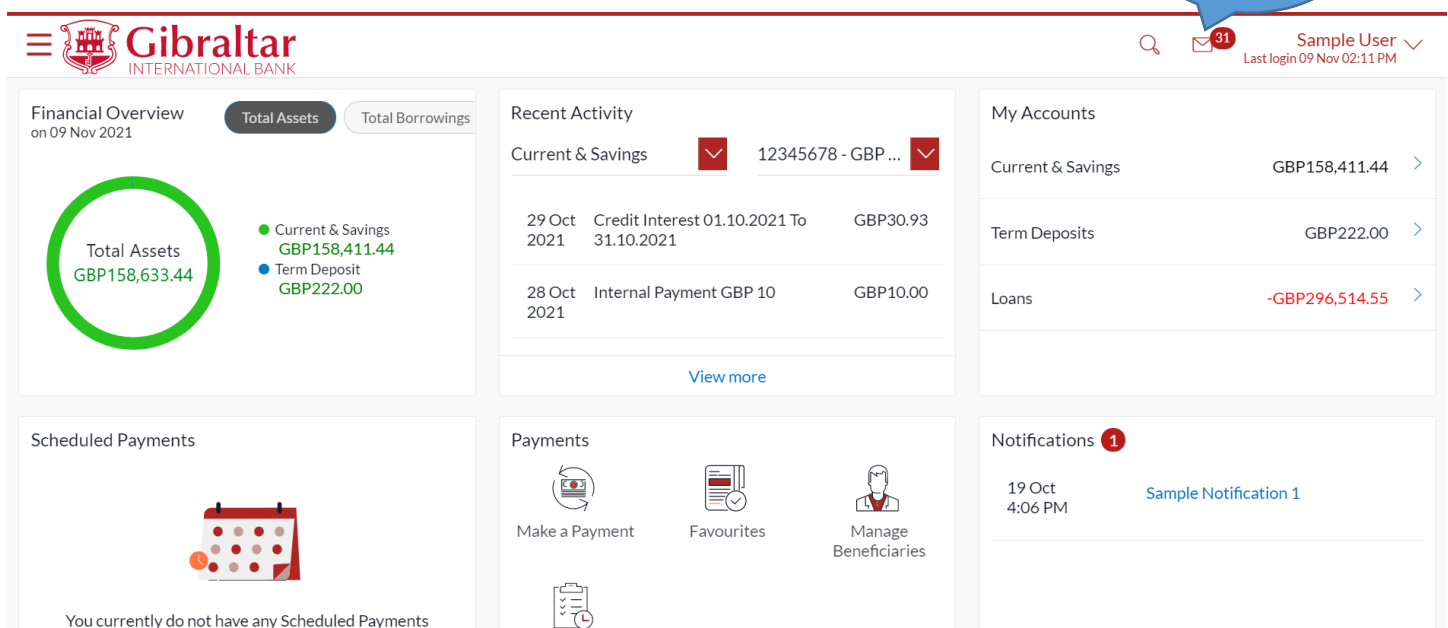 Gibraltar
INTERNATIONAL BANK
31
Sample User
Last login 09 Nov 02:11 PM
Financial Overview
on 09 Nov 2021
Total Assets
Total Borrowings
Total Assets
GBP158,633.44
Current & Savings
GBP158,411.44
Term Deposit
GBP222.00
Recent Activity
Current & Savings
12345678 - GBP ...
29 Oct 2021 Credit Interest 01.10.2021 To 31.10.2021 GBP30.93
28 Oct 2021 Internal Payment GBP 10 GBP10.00
View more
My Accounts
Current & Savings GBP158,411.44
Term Deposits GBP222.00
Loans -GBP296,514.55
Scheduled Payments
You currently do not have any Scheduled Payments
Payments
Make a Payment
Favourites
Manage
Beneficiaries
Notifications 1
19 Oct
4:06 PM
Sample Notification 1